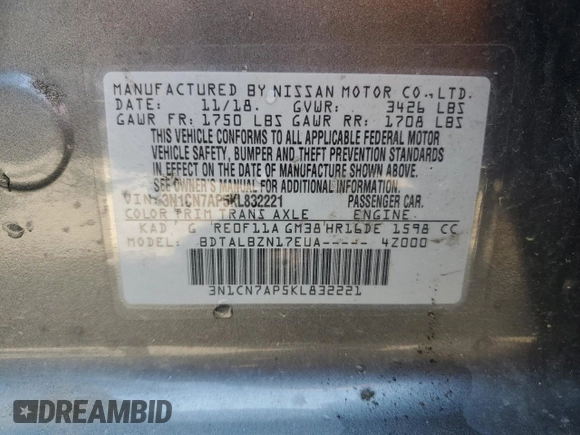 MANUFACTURED BY NISSAN MOTOR CO.,LTD.
DATE: 11/18. GVWR: 3426 LBS
GAWR FR: 1750 LBS GAWR RR: 1708 LBS
THIS VEHICLE CONFORMS TO ALL APPLICABLE FEDERAL MOTOR
VEHICLE SAFETY, BUMPER AND THEFT PREVENTION STANDARDS
IN EFFECT ON THE DATE OF MANUFACTURE SHOWN ABOVE.
SEE OWNER'S MANUAL FOR ADDITIONAL INFORMATION.
VIN: 3N1CN7AP5KL832221 PASSENGER CAR.
COLOR TRIM TRANS AXLE ENGINE
KAD G RE0F11A GM38 HR16DE 1598 CC
MODEL: BDTALBZN17EUA----- 4Z000
3N1CN7AP5KL832221
DREAMBID